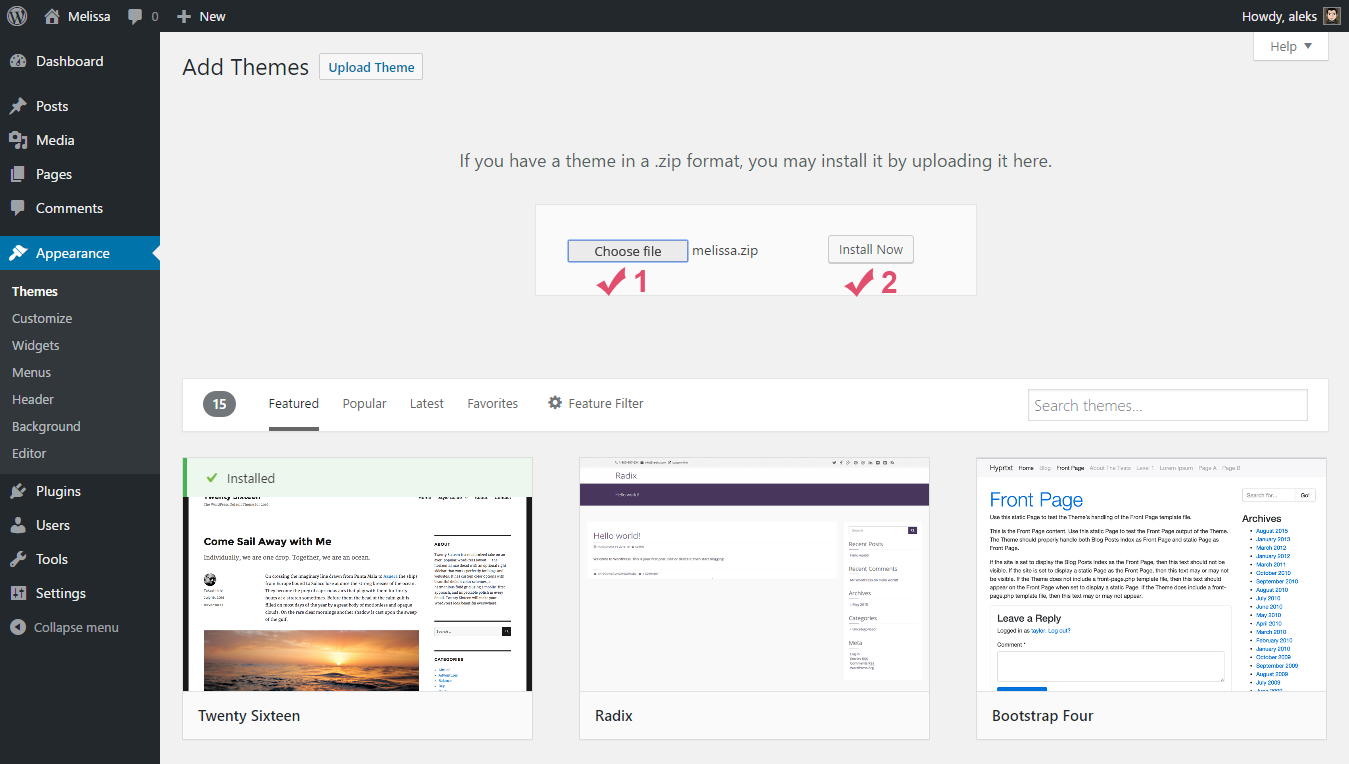 Melissa 0 New Howdy, aleks
Dashboard
Posts
Media
Pages
Comments
Appearance
Themes
Customize
Widgets
Menus
Header
Background
Editor
Plugins
Users
Tools
Settings
Collapse menu
Help
Add Themes Upload Theme
If you have a theme in a .zip format, you may install it by uploading it here.
Choose file melissa.zip Install Now
1 2
15 Featured Popular Latest Favorites Feature Filter Search themes...
Installed
Come Sail Away with Me
Individually, we are one drop. Together, we are an ocean.
ABOUT
CATEGORIES
Twenty Sixteen
Radix
Hello world!
Hello world!
Recent Posts
Recent Comments
Archives
Categories
Meta
Radix
Hyprtxt Home Blog Front Page About The Tests Level 1 Lorem Ipsum Page A Page B
Front Page
Use this static Page to test the Theme's handling of the Front Page template file.
This is the Front Page content. Use this static Page to test the Front Page output of the Theme.
The Theme should properly handle both Blog Posts Index as Front Page and static Page as
Front Page.
If the site is set to display the Blog Posts Index as the Front Page, then this text should not
be visible. If the site is set to display a static Page as the Front Page, then this text may or may
not be visible. If the Theme does not include a front-page.php template file, then this text should
appear on the Front Page when set to display a static Page. If the Theme does include a front-
page.php template file, then this text may or may not appear.
Leave a Reply
Logged in as taylor. Log out?
Comment *
Search for... Go!
Archives
August 2015
January 2013
March 2012
January 2012
March 2011
October 2010
September 2010
August 2010
July 2010
June 2010
May 2010
April 2010
March 2010
February 2010
January 2010
October 2009
September 2009
August 2009
July 2009
Bootstrap Four